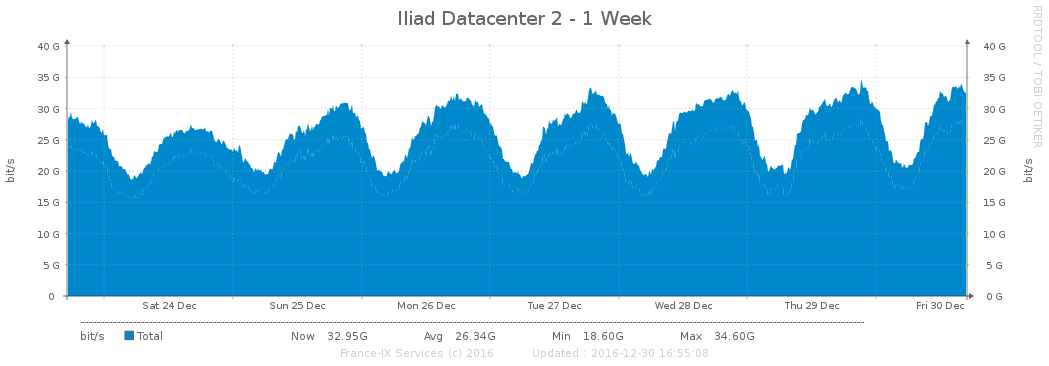 Iliad Datacenter 2 - 1 Week
RRDTOOL / TOBI OETIKER
40 G 40 G
35 G 35 G
30 G 30 G
25 G 25 G
20 G 20 G
15 G 15 G
10 G 10 G
5 G 5 G
0 0 G
bit/s bit/s
Sat 24 Dec Sun 25 Dec Mon 26 Dec Tue 27 Dec Wed 28 Dec Thu 29 Dec Fri 30 Dec
bit/s Total Now 32.95G Avg 26.34G Min 18.60G Max 34.60G
France-IX Services (c) 2016 Updated : 2016-12-30 16:55:08